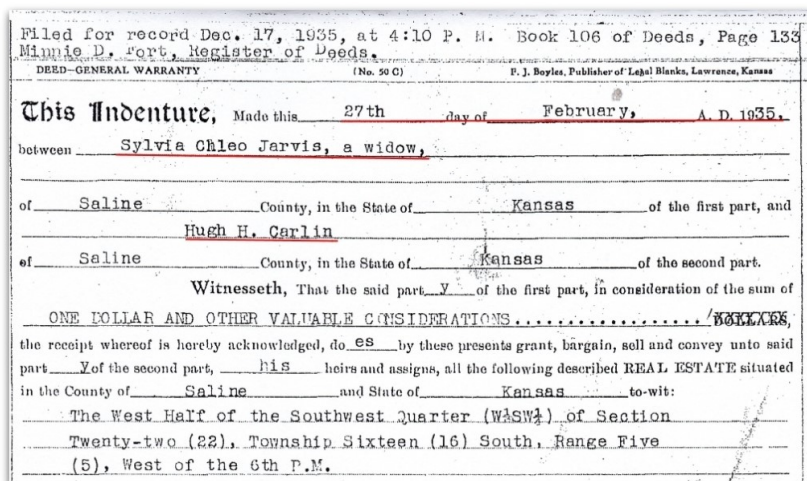 Filed for record Dec. 17, 1935, at 4:10 P. M. Book 106 of Deeds, Page 133
Minnie D. Fort, Register of Deeds.
DEED—GENERAL WARRANTY (No. 50 C) P. J. Boyles, Publisher of Legal Blanks, Lawrence, Kansas
This Indenture, Made this 27th day of February, A. D. 1935,
between Sylvia Chleo Jarvis, a widow,
of Saline County, in the State of Kansas of the first part, and
Hugh H. Carlin
of Saline County, in the State of Kansas of the second part.
Witnesseth, That the said part y of the first part, in consideration of the sum of
ONE DOLLAR AND OTHER VALUABLE CONSIDERATIONS.................../DOLLARS,
the receipt whereof is hereby acknowledged, do es by these presents grant, bargain, sell and convey unto said
part y of the second part, his heirs and assigns, all the following described REAL ESTATE situated
in the County of Saline and State of Kansas to-wit:
The West Half of the Southwest Quarter (W½SW¼) of Section
Twenty-two (22), Township Sixteen (16) South, Range Five
(5), West of the 6th P.M.